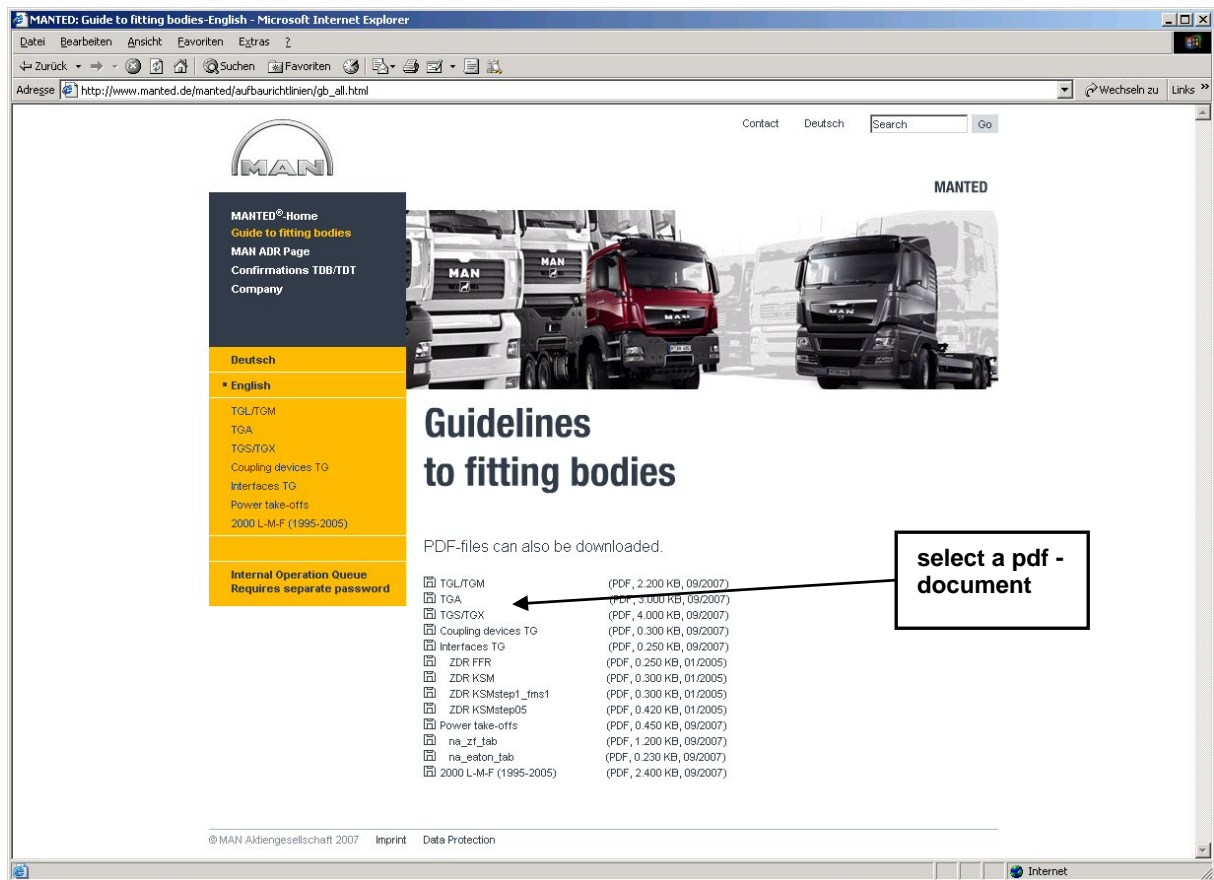 MANTED: Guide to fitting bodies-English - Microsoft Internet Explorer
Datei Bearbeiten Ansicht Favoriten Extras ?
Zurück Suchen Favoriten
Adresse http://www.manted.de/manted/aufbaurichtlinien/gb_all.html Wechseln zu Links »
Contact Deutsch Search Go
MAN
MANTED
MANTED®-Home
Guide to fitting bodies
MAN ADR Page
Confirmations TDB/TDT
Company
MAN
MAN
MAN
MAN
Deutsch
English
TGL/TGM
TGA
TGS/TGX
Coupling devices TG
Interfaces TG
Power take-offs
2000 L-M-F (1995-2005)
Internal Operation Queue
Requires separate password
Guidelines
to fitting bodies
PDF-files can also be downloaded.
select a pdf -
document
TGL/TGM (PDF, 2.200 KB, 09/2007)
TGA (PDF, 3.000 KB, 09/2007)
TGS/TGX (PDF, 4.000 KB, 09/2007)
Coupling devices TG (PDF, 0.300 KB, 09/2007)
Interfaces TG (PDF, 0.250 KB, 09/2007)
ZDR FFR (PDF, 0.250 KB, 01/2005)
ZDR KSM (PDF, 0.300 KB, 01/2005)
ZDR KSMstep1_fms1 (PDF, 0.300 KB, 01/2005)
ZDR KSMstep05 (PDF, 0.420 KB, 01/2005)
Power take-offs (PDF, 0.450 KB, 09/2007)
na_zf_tab (PDF, 1.200 KB, 09/2007)
na_eaton_tab (PDF, 0.230 KB, 09/2007)
2000 L-M-F (1995-2005) (PDF, 2.400 KB, 09/2007)
© MAN Aktiengesellschaft 2007 Imprint Data Protection
Internet